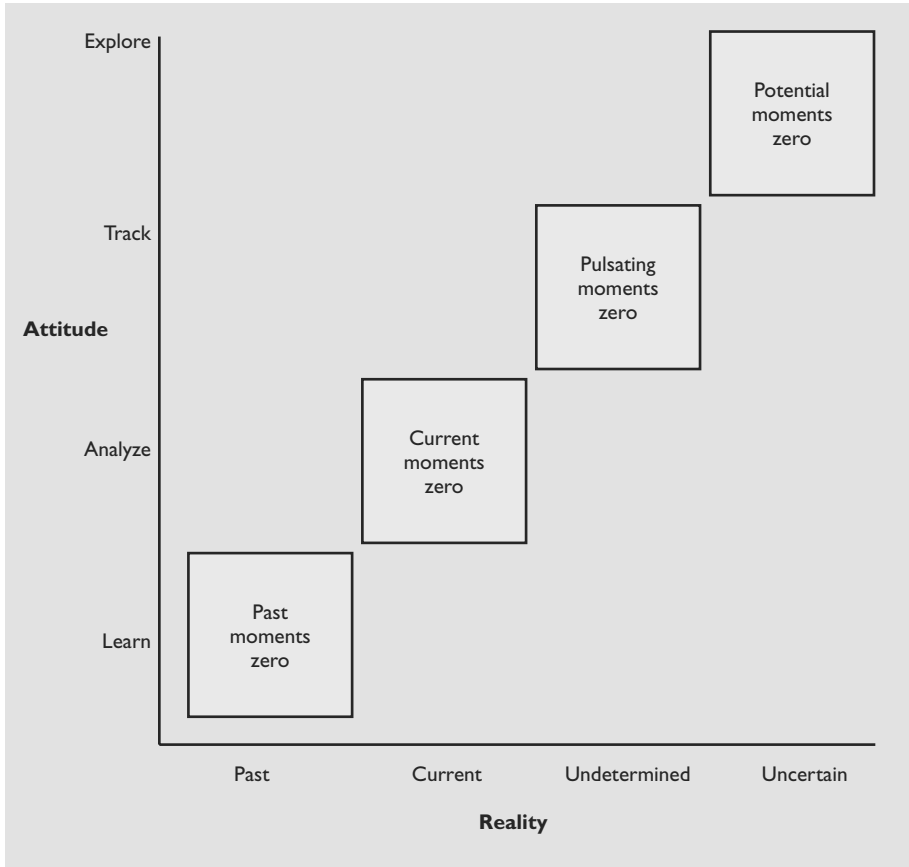 Explore
Potential
moments
zero
Track
Pulsating
moments
zero
Attitude
Analyze
Current
moments
zero
Learn
Past
moments
zero
Past
Current
Undetermined
Uncertain
Reality